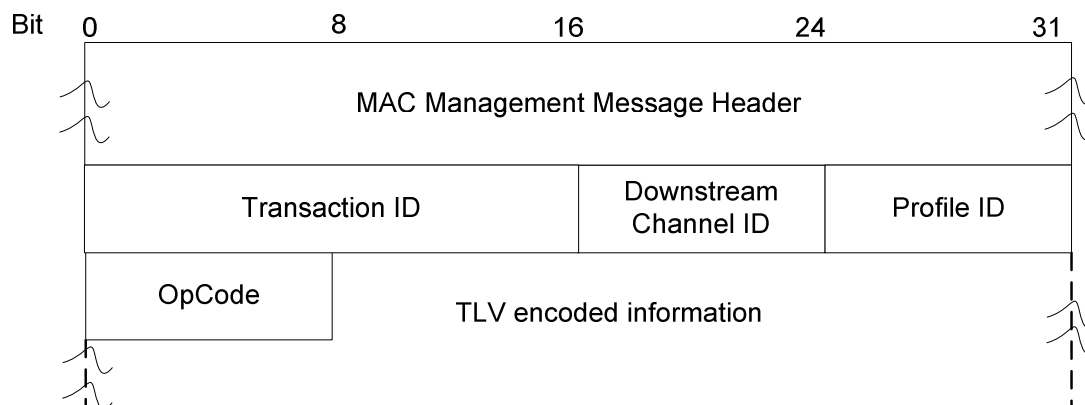 Bit 0 8 16 24 31
MAC Management Message Header
Transaction ID
Downstream
Channel ID
Profile ID
OpCode
TLV encoded information